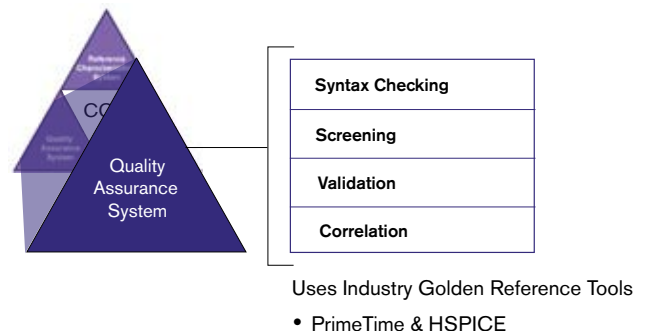 Reference
System
CC
Quality
Assurance
System
Quality
Assurance
System
Syntax Checking
Screening
Validation
Correlation
Uses Industry Golden Reference Tools
• PrimeTime & HSPICE